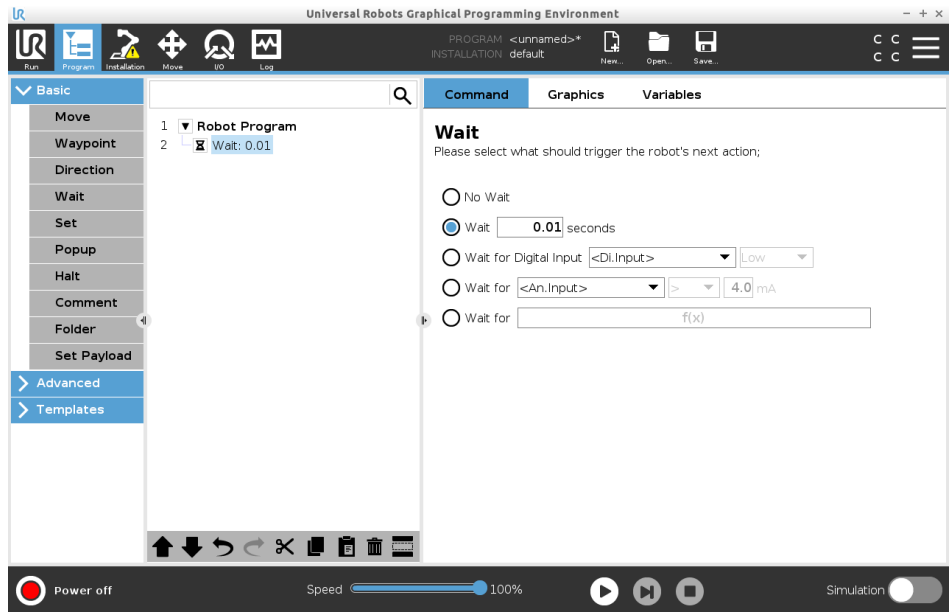 Universal Robots Graphical Programming Environment
UR
Run
Program
Installation
Move
I/O
Log
PROGRAM <unnamed>*
INSTALLATION default
New...
Open...
Save...
C C
C C
Basic
Move
Waypoint
Direction
Wait
Set
Popup
Halt
Comment
Folder
Set Payload
Advanced
Templates
1 Robot Program
2 Wait: 0.01
Command Graphics Variables
Wait
Please select what should trigger the robot's next action;
No Wait
Wait 0.01 seconds
Wait for Digital Input <Di.Input> Low
Wait for <An.Input> > 4.0 mA
Wait for f(x)
Power off
Speed 100%
Simulation